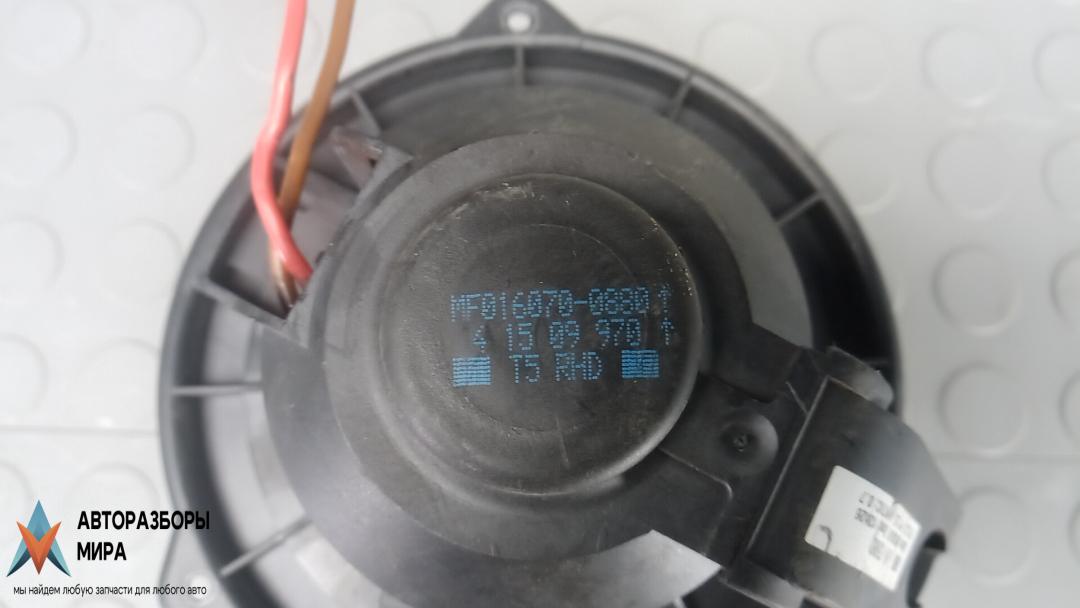 MF016070-0880↑
4 15 09 970 ↑
T5 RHD
АВТОРАЗБОРЫ
МИРА
мы найдем любую запчасти для любого авто